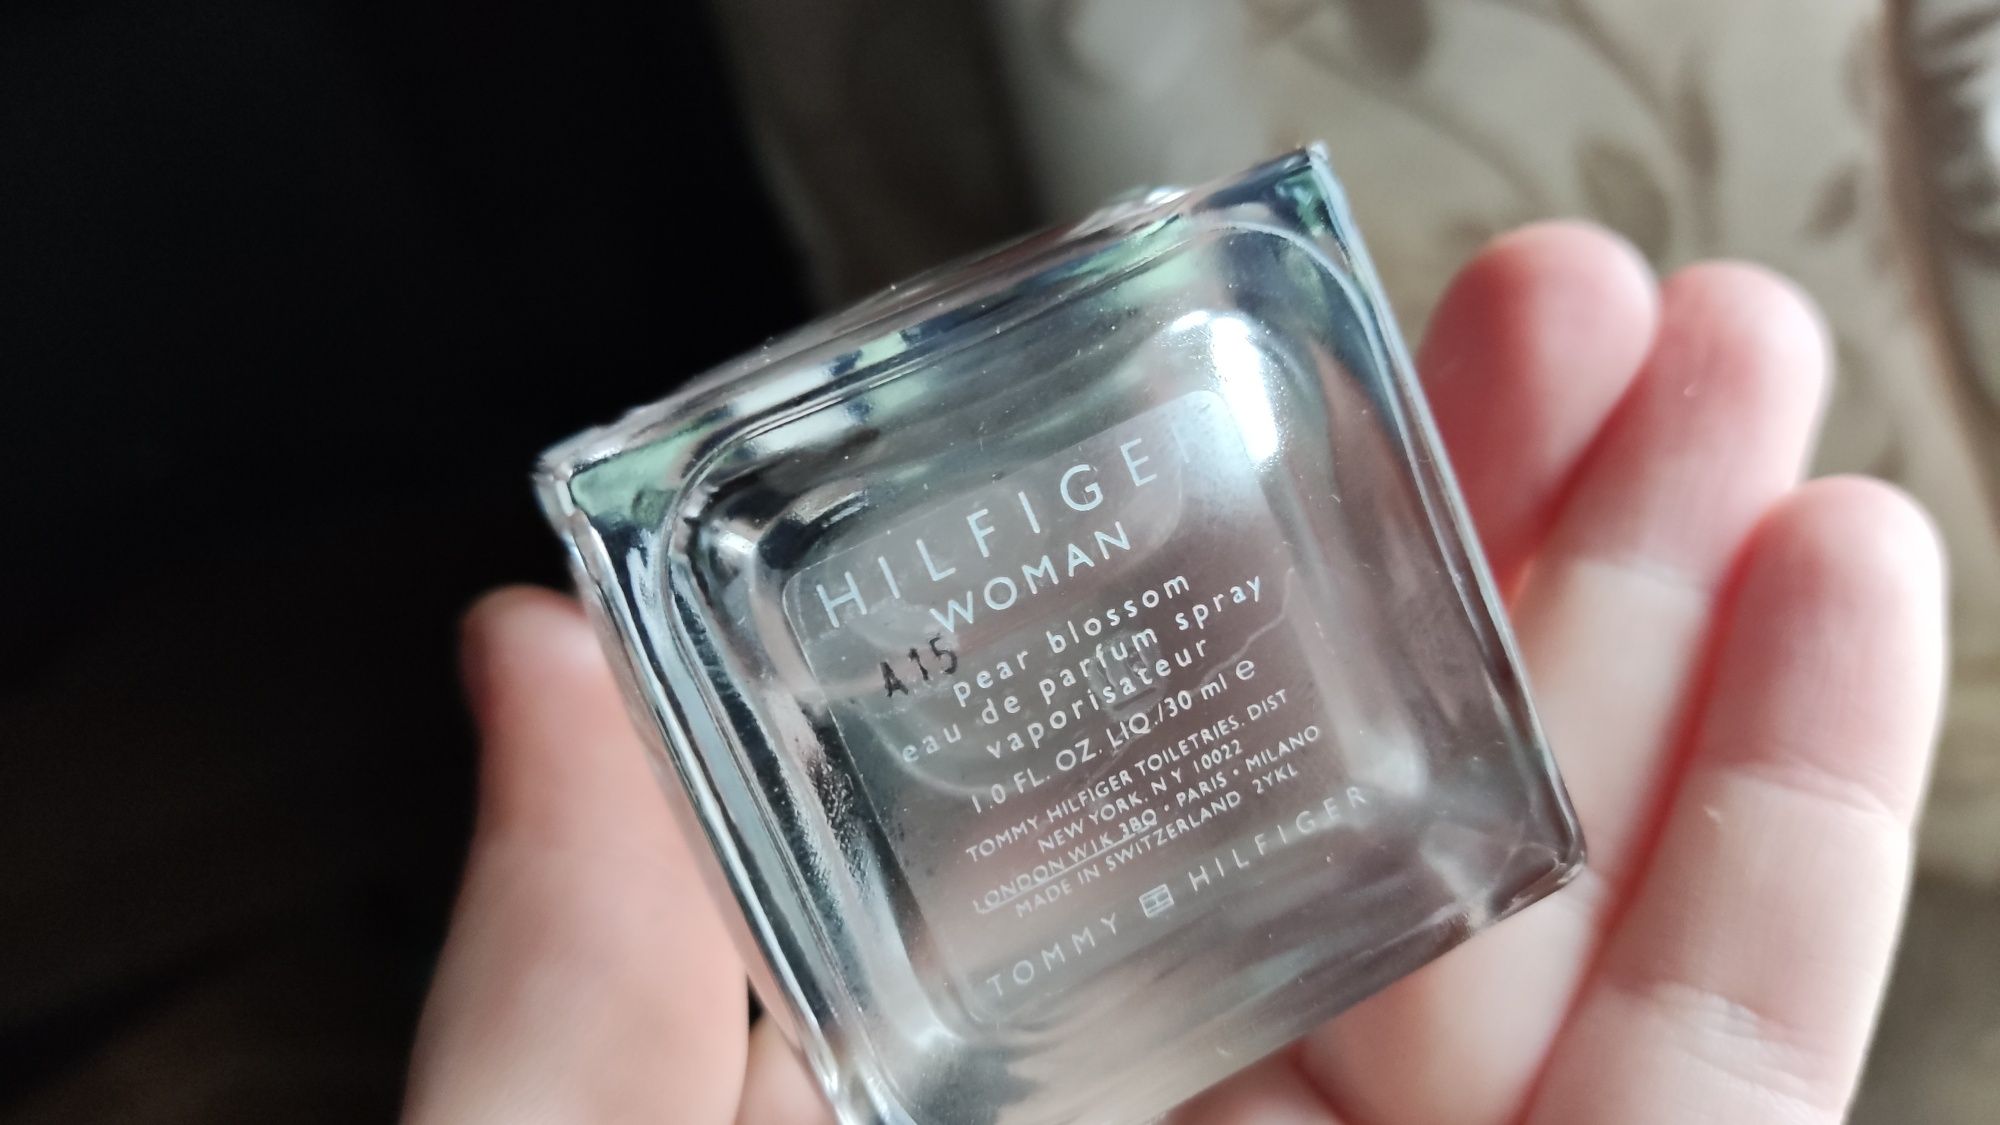 HILFIGER
WOMAN
A15
pear blossom
eau de parfum spray
vaporisateur
1.0 FL. OZ. LIQ./30 ml e
TOMMY HILFIGER TOILETRIES. DIST
NEW YORK. N Y 10022
LONDON W1K 3BQ • PARIS • MILANO
MADE IN SWITZERLAND 2YKL
TOMMY HILFIGER